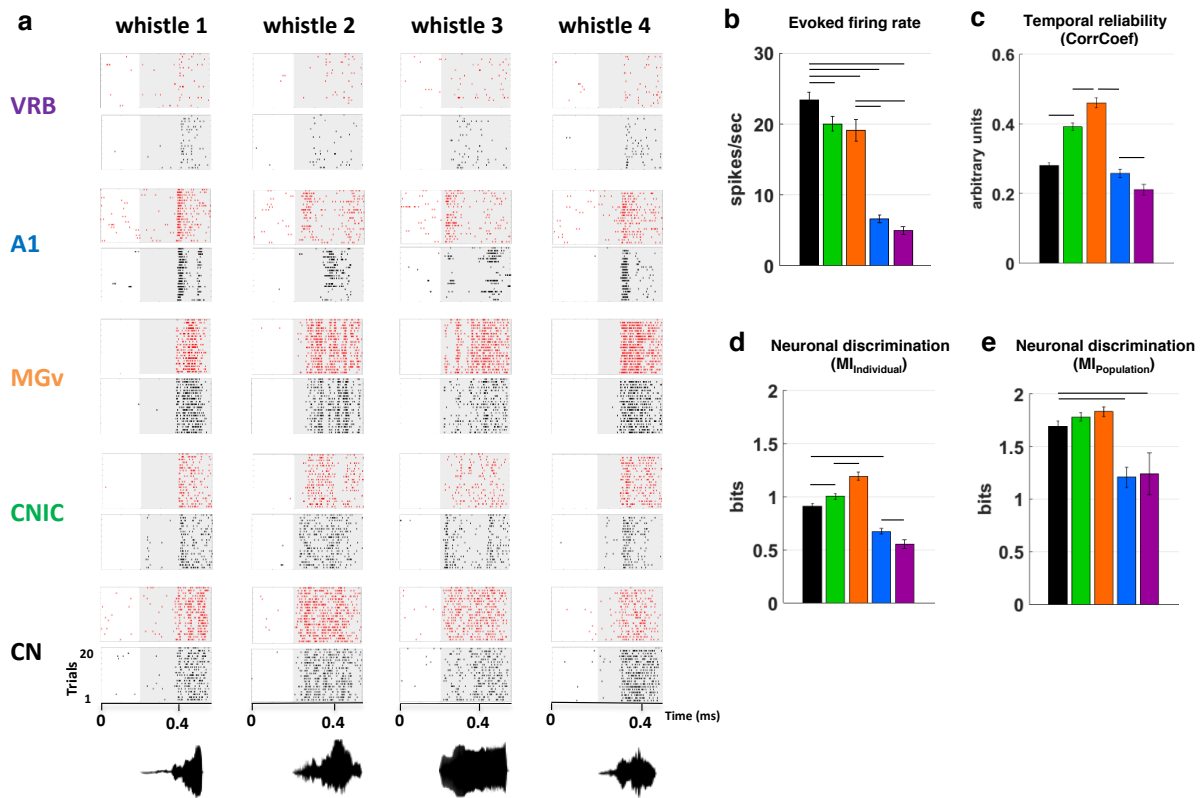 a
whistle 1 whistle 2 whistle 3 whistle 4
VRB
A1
MGv
CNIC
CN
Trials
20
1
0 0.4 0 0.4 0 0.4 0 0.4
Time (ms)
b
Evoked firing rate
spikes/sec
30
20
10
0
c
Temporal reliability
(CorrCoef)
arbitrary units
0.6
0.4
0.2
0
d
Neuronal discrimination
(MI_Individual)
bits
2
1.5
1
0.5
0
e
Neuronal discrimination
(MI_Population)
bits
2
1.5
1
0.5
0